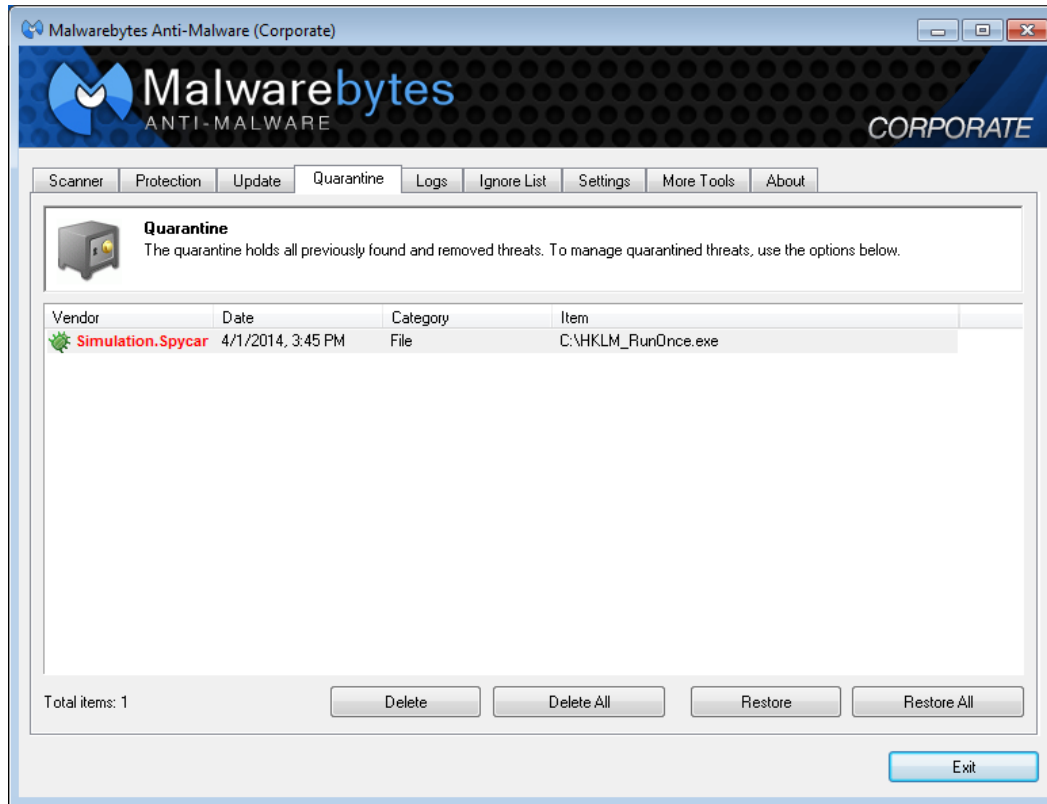 Malwarebytes Anti-Malware (Corporate)
Malwarebytes
ANTI-MALWARE
CORPORATE
Scanner Protection Update Quarantine Logs Ignore List Settings More Tools About
Quarantine
The quarantine holds all previously found and removed threats. To manage quarantined threats, use the options below.
Vendor Date Category Item
Simulation.Spycar 4/1/2014, 3:45 PM File C:\HKLM_RunOnce.exe
Total items: 1 Delete Delete All Restore Restore All
Exit